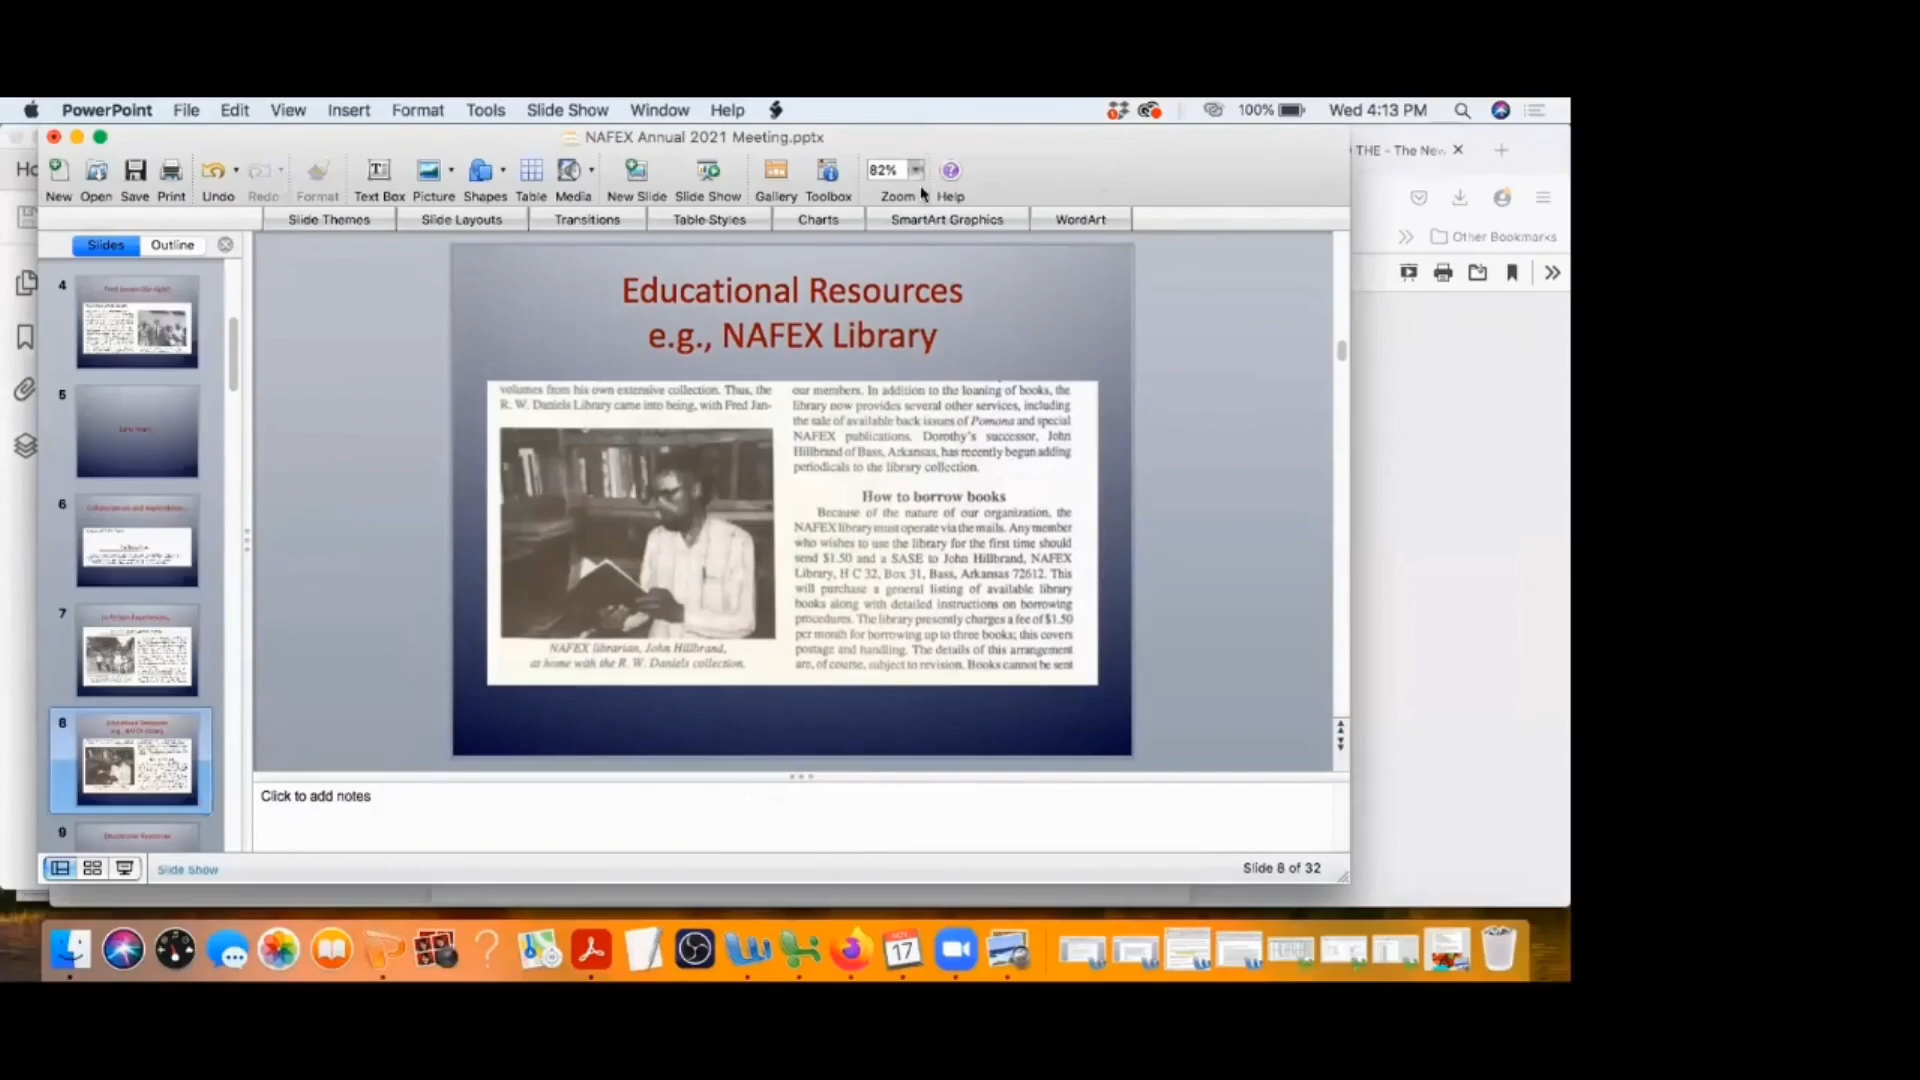 PowerPoint File Edit View Insert Format Tools Slide Show Window Help
100% Wed 4:13 PM
NAFEX Annual 2021 Meeting.pptx
THE - The New
New Open Save Print Undo Redo Format Text Box Picture Shapes Table Media New Slide Slide Show Gallery Toolbox 82% Zoom Help
Slide Themes Slide Layouts Transitions Table Styles Charts SmartArt Graphics WordArt
Other Bookmarks
Slides Outline
4
5
6
7
8
9
Educational Resources
e.g., NAFEX Library
volumes from his own extensive collection. Thus, the
R. W. Daniels Library came into being, with Fred Jan-
NAFEX librarian, John Hillbrand,
at home with the R. W. Daniels collection.
our members. In addition to the loaning of books, the
library now provides several other services, including
the sale of available back issues of Pomona and special
NAFEX publications. Dorothy's successor, John
Hillbrand of Bass, Arkansas, has recently begun adding
periodicals to the library collection.
How to borrow books
Because of the nature of our organization, the
NAFEX library must operate via the mails. Any member
who wishes to use the library for the first time should
send $1.50 and a SASE to John Hillbrand, NAFEX
Library, H C 32, Box 31, Bass, Arkansas 72612. This
will purchase a general listing of available library
books along with detailed instructions on borrowing
procedures. The library presently charges a fee of $1.50
per month for borrowing up to three books; this covers
postage and handling. The details of this arrangement
are, of course, subject to revision. Books cannot be sent
Click to add notes
Slide Show
Slide 8 of 32
NOV
17